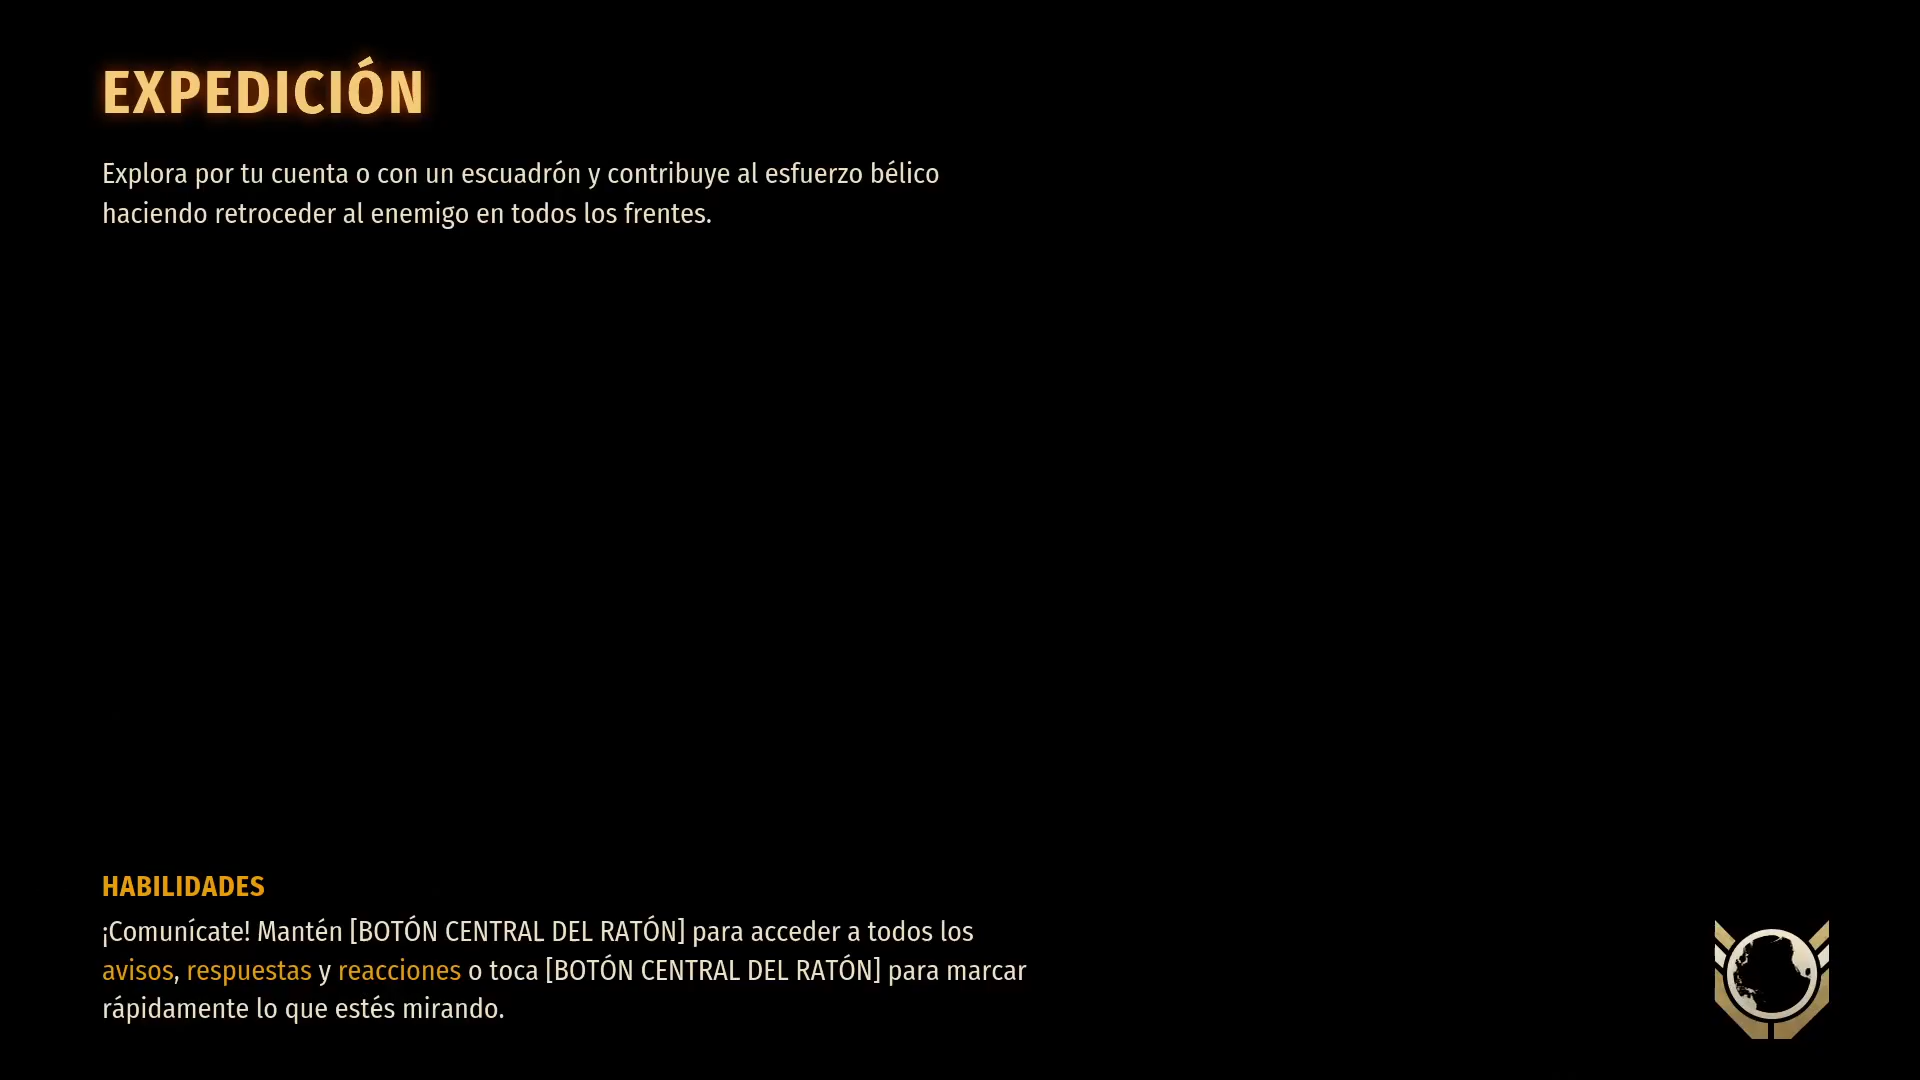 EXPEDICIÓN
Explora por tu cuenta o con un escuadrón y contribuye al esfuerzo bélico
haciendo retroceder al enemigo en todos los frentes.
HABILIDADES
¡Comunícate! Mantén [BOTÓN CENTRAL DEL RATÓN] para acceder a todos los
avisos, respuestas y reacciones o toca [BOTÓN CENTRAL DEL RATÓN] para marcar
rápidamente lo que estés mirando.